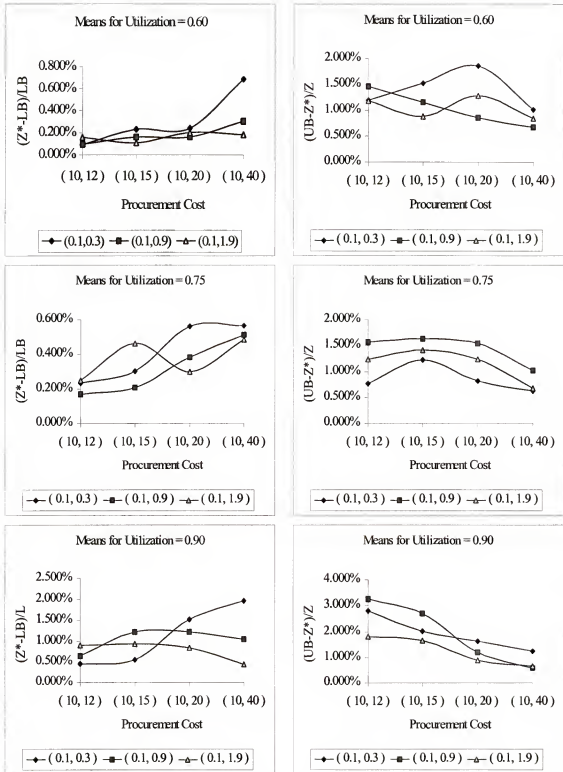 Means for Utilization = 0.60
(Z*-LB)/LB
0.800%
0.600%
0.400%
0.200%
0.000%
( 10, 12 ) ( 10, 15 ) ( 10, 20 ) ( 10, 40 )
Procurement Cost
(0.1,0.3) (0.1,0.9) (0.1,1.9)
Means for Utilization = 0.60
(UB-Z*)/Z
2.000%
1.500%
1.000%
0.500%
0.000%
( 10, 12 ) ( 10, 15 ) ( 10, 20 ) ( 10, 40 )
Procurement Cost
( 0.1, 0.3 ) ( 0.1, 0.9 ) ( 0.1, 1.9 )
Means for Utilization = 0.75
(Z*-LB)/LB
0.600%
0.400%
0.200%
0.000%
( 10, 12 ) ( 10, 15 ) ( 10, 20 ) ( 10, 40 )
Procurement Cost
( 0.1, 0.3 ) ( 0.1, 0.9 ) ( 0.1, 1.9 )
Means for Utilization = 0.75
(UB-Z*)/Z
2.000%
1.500%
1.000%
0.500%
0.000%
( 10, 12 ) ( 10, 15 ) ( 10, 20 ) ( 10, 40 )
Procurement Cost
( 0.1, 0.3 ) ( 0.1, 0.9 ) ( 0.1, 1.9 )
Means for Utilization = 0.90
(Z*-LB)/L
2.500%
2.000%
1.500%
1.000%
0.500%
0.000%
( 10, 12 ) ( 10, 15 ) ( 10, 20 ) ( 10, 40 )
Procurement Cost
( 0.1, 0.3 ) ( 0.1, 0.9 ) ( 0.1, 1.9 )
Means for Utilization = 0.90
(UB-Z*)/Z
4.000%
3.000%
2.000%
1.000%
0.000%
( 10, 12 ) ( 10, 15 ) ( 10, 20 ) ( 10, 40 )
Procurement Cost
( 0.1, 0.3 ) ( 0.1, 0.9 ) ( 0.1, 1.9 )